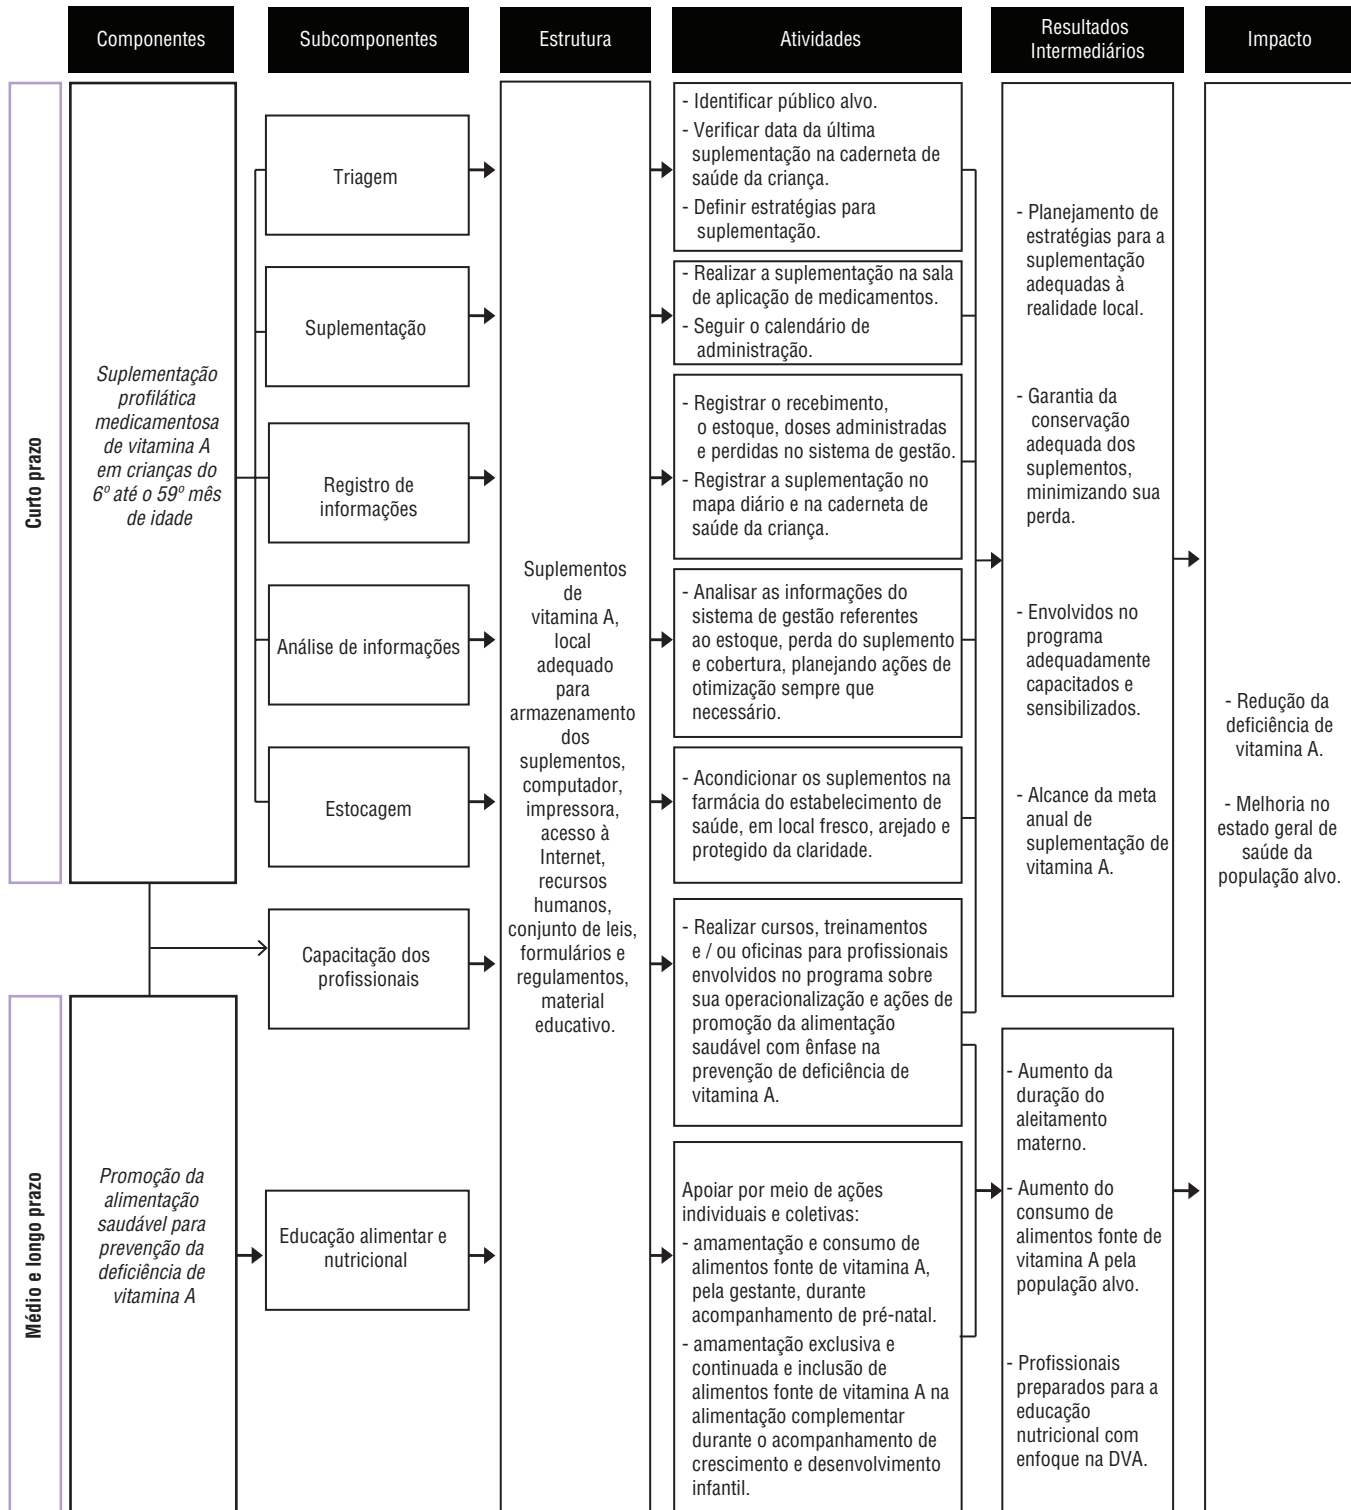 Componentes
Subcomponentes
Estrutura
Atividades
Resultados
Intermediários
Impacto
Curto prazo
Suplementação
profilática
medicamentosa
de vitamina A
em crianças do
6º até o 59º mês
de idade
Triagem
Suplementação
Registro de
informações
Análise de informações
Estocagem
Capacitação dos
profissionais
Suplementos
de
vitamina A,
local
adequado
para
armazenamento
dos
suplementos,
computador,
impressora,
acesso à
Internet,
recursos
humanos,
conjunto de leis,
formulários e
regulamentos,
material
educativo.
- Identificar público alvo.
- Verificar data da última
suplementação na caderneta de
saúde da criança.
- Definir estratégias para
suplementação.
- Realizar a suplementação na sala
de aplicação de medicamentos.
- Seguir o calendário de
administração.
- Registrar o recebimento,
o estoque, doses administradas
e perdidas no sistema de gestão.
- Registrar a suplementação no
mapa diário e na caderneta de
saúde da criança.
- Analisar as informações do
sistema de gestão referentes
ao estoque, perda do suplemento
e cobertura, planejando ações de
otimização sempre que
necessário.
- Acondicionar os suplementos na
farmácia do estabelecimento de
saúde, em local fresco, arejado e
protegido da claridade.
- Realizar cursos, treinamentos
e / ou oficinas para profissionais
envolvidos no programa sobre
sua operacionalização e ações de
promoção da alimentação
saudável com ênfase na
prevenção de deficiência de
vitamina A.
- Planejamento de
estratégias para a
suplementação
adequadas à
realidade local.
- Garantia da
conservação
adequada dos
suplementos,
minimizando sua
perda.
- Envolvidos no
programa
adequadamente
capacitados e
sensibilizados.
- Alcance da meta
anual de
suplementação de
vitamina A.
- Redução da
deficiência de
vitamina A.
- Melhoria no
estado geral de
saúde da
população alvo.
Médio e longo prazo
Promoção da
alimentação
saudável para
prevenção da
deficiência de
vitamina A
Educação alimentar e
nutricional
Apoiar por meio de ações
individuais e coletivas:
- amamentação e consumo de
alimentos fonte de vitamina A,
pela gestante, durante
acompanhamento de pré-natal.
- amamentação exclusiva e
continuada e inclusão de
alimentos fonte de vitamina A na
alimentação complementar
durante o acompanhamento de
crescimento e desenvolvimento
infantil.
- Aumento da
duração do
aleitamento
materno.
- Aumento do
consumo de
alimentos fonte de
vitamina A pela
população alvo.
- Profissionais
preparados para a
educação
nutricional com
enfoque na DVA.